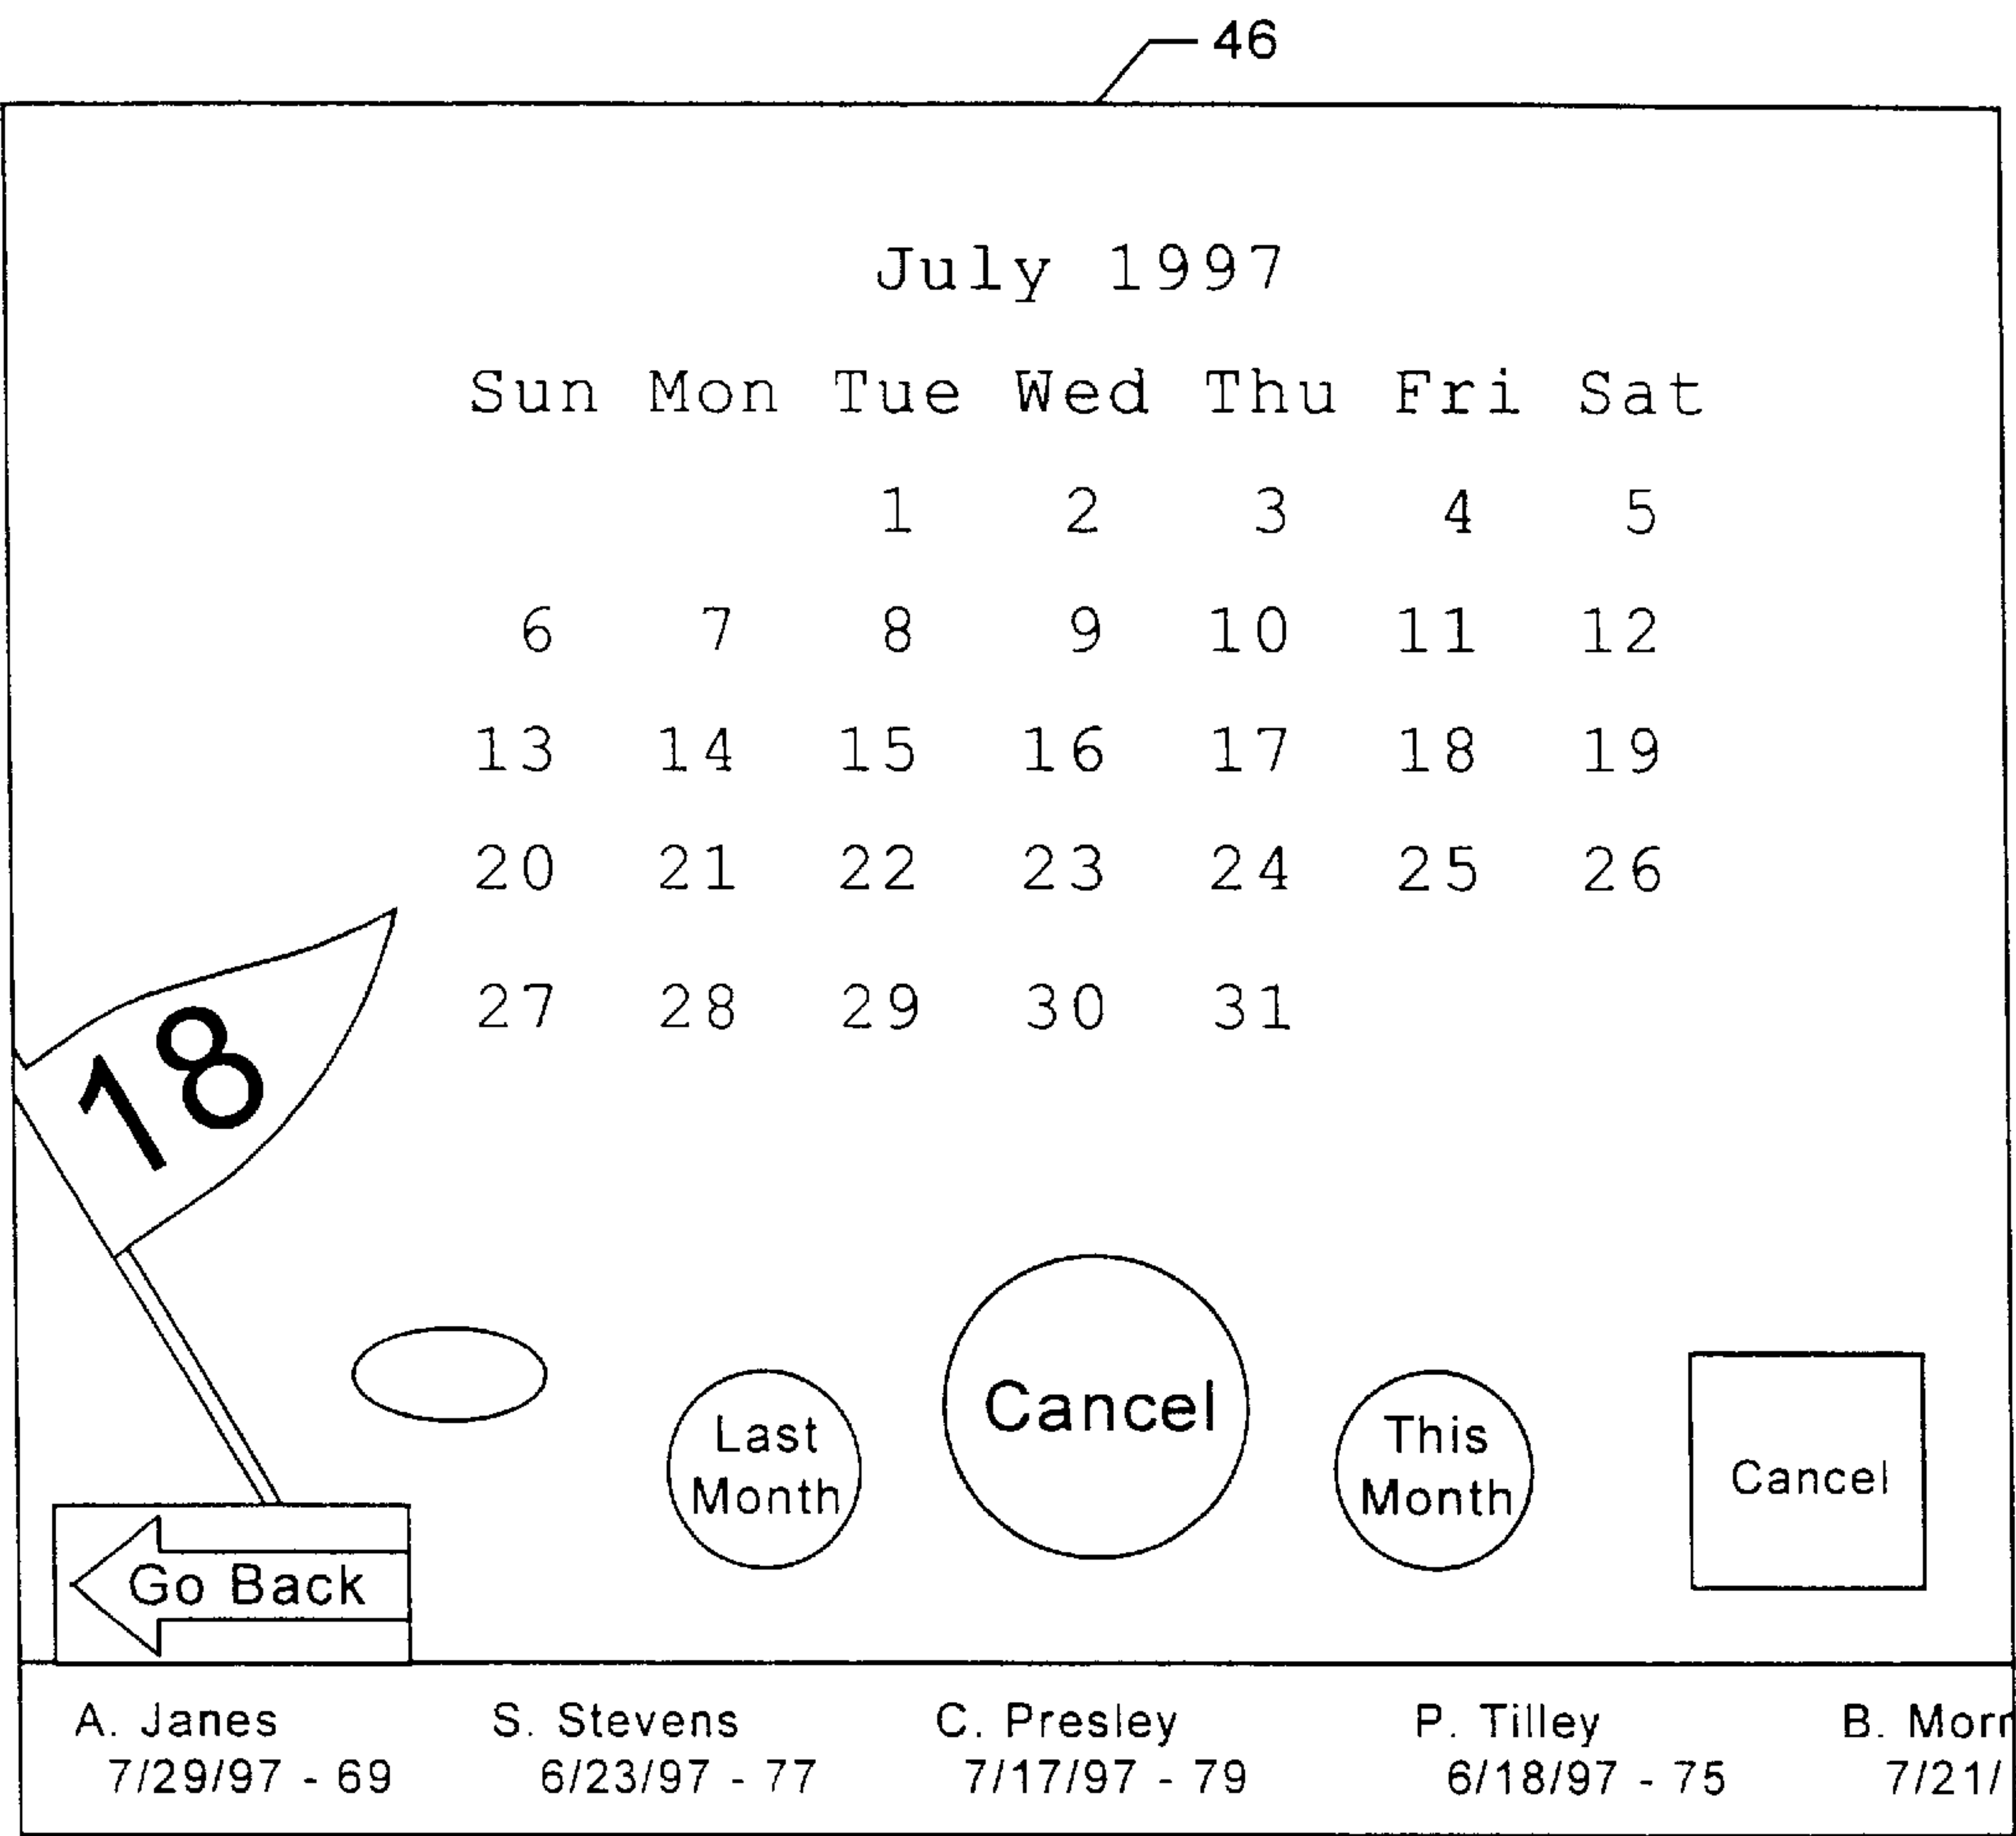 46
July 1997
Sun Mon Tue Wed Thu Fri Sat
1 2 3 4 5
6 7 8 9 10 11 12
13 14 15 16 17 18 19
20 21 22 23 24 25 26
27 28 29 30 31
18
Last
Month
Cancel
This
Month
Cancel
Go Back
A. Janes S. Stevens C. Presley P. Tilley B.
7/29/97 - 69 6/23/97 - 77 7/17/97 - 79 6/18/97 - 75 7/21/